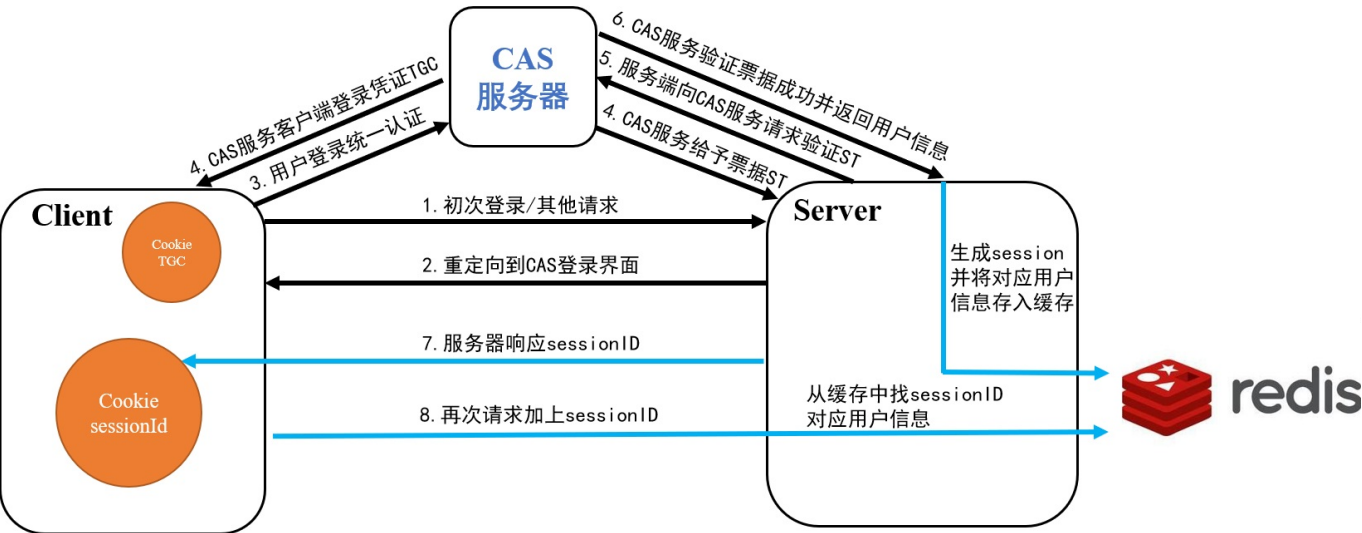 CAS
服务器
6. CAS服务验证票据成功并返回用户信息
5. 服务端向CAS服务请求验证ST
4. CAS服务给予票据ST
4. CAS服务客户端登录凭证TGC
3. 用户登录统一认证
Client
Cookie
TGC
1. 初次登录/其他请求
Server
2. 重定向到CAS登录界面
生成session
并将对应用户
信息存入缓存
7. 服务器响应sessionID
Cookie
sessionId
8. 再次请求加上sessionID
从缓存中找sessionID
对应用户信息
redis